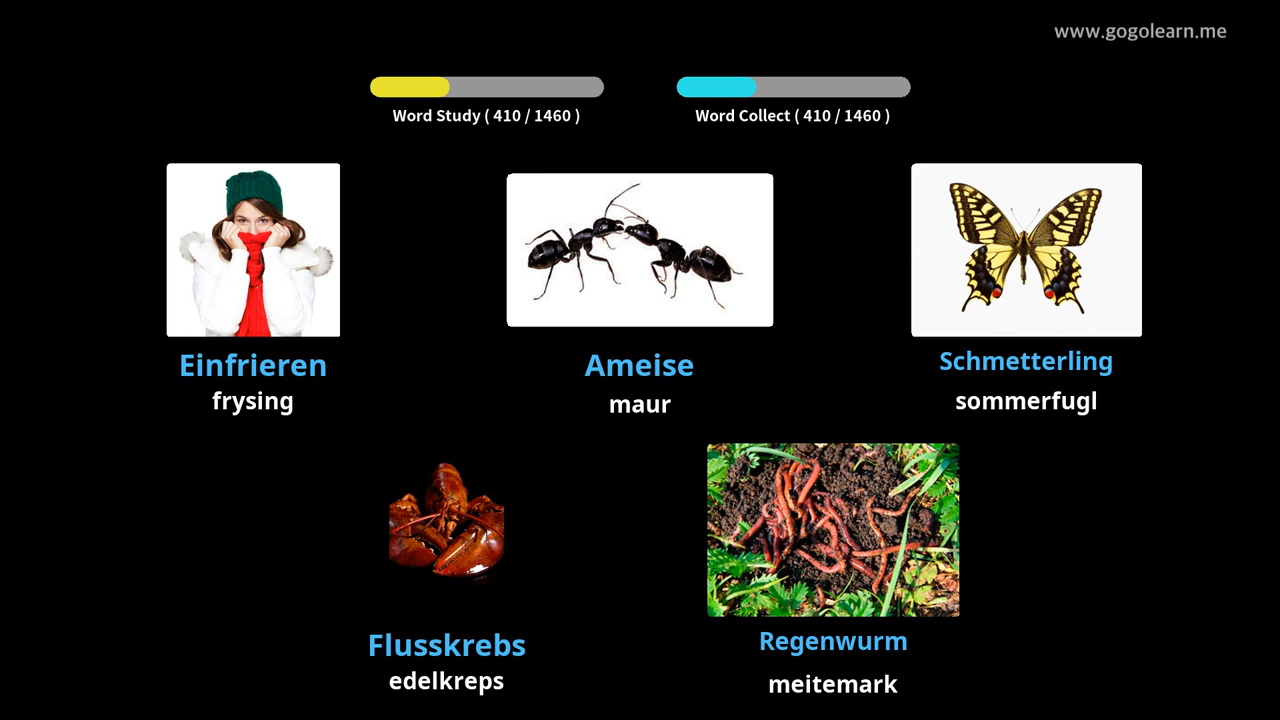 www.gogolearn.me
Word Study ( 410 / 1460 )
Word Collect ( 410 / 1460 )
Einfrieren
frysing
Ameise
maur
Schmetterling
sommerfugl
Flusskrebs
edelkreps
Regenwurm
meitemark